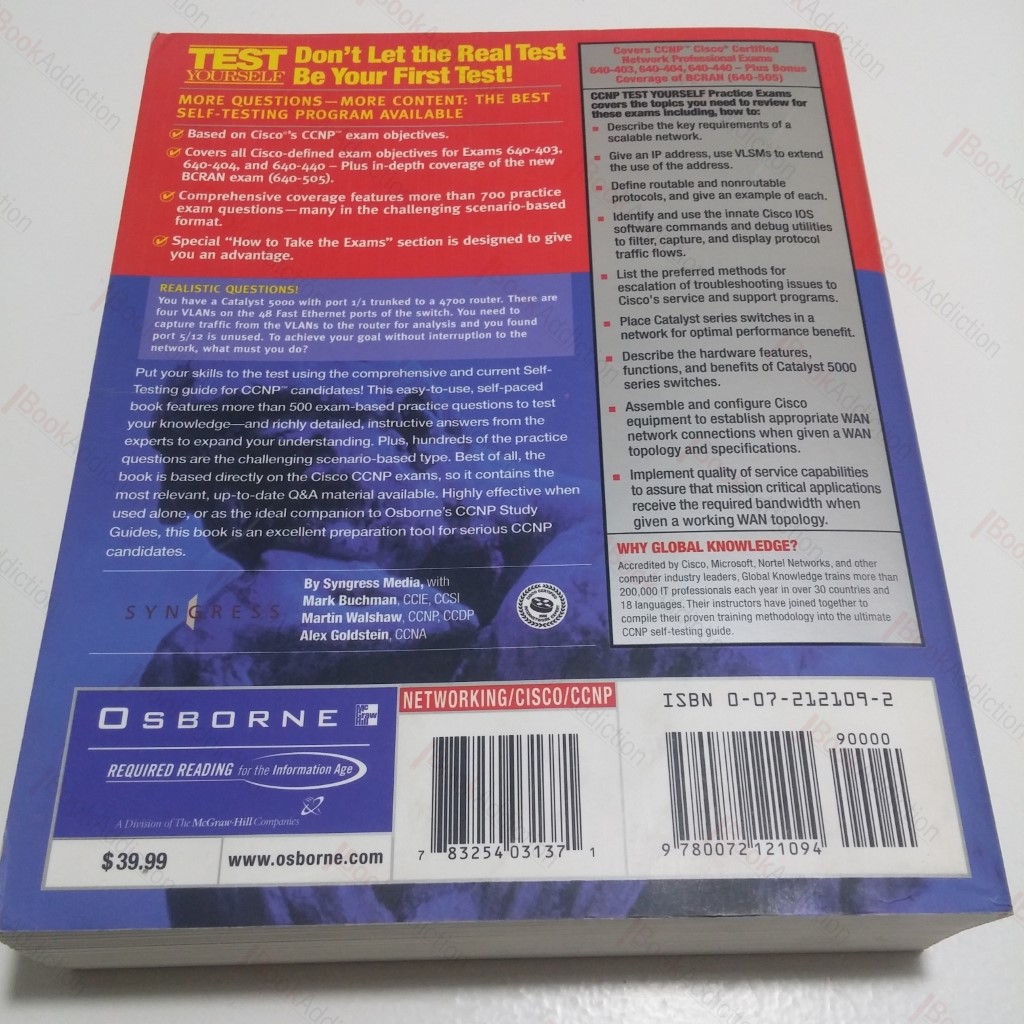 TEST
YOURSELF
Don't Let the Real Test
Be Your First Test!
MORE QUESTIONS—MORE CONTENT: THE BEST
SELF-TESTING PROGRAM AVAILABLE
Based on Cisco®'s CCNP™ exam objectives.
Covers all Cisco-defined exam objectives for Exams 640-403,
640-404, and 640-440 – Plus in-depth coverage of the new
BCRAN exam (640-505).
Comprehensive coverage features more than 700 practice
exam questions—many in the challenging scenario-based
format.
Special "How to Take the Exams" section is designed to give
you an advantage.
REALISTIC QUESTIONS!
You have a Catalyst 5000 with port 1/1 trunked to a 4700 router. There are
four VLANs on the 48 Fast Ethernet ports of the switch. You need to
capture traffic from the VLANs to the router for analysis and you found
port 5/12 is unused. To achieve your goal without interruption to the
network, what must you do?
Put your skills to the test using the comprehensive and current Self-
Testing guide for CCNP™ candidates! This easy-to-use, self-paced
book features more than 500 exam-based practice questions to test
your knowledge—and richly detailed, instructive answers from the
experts to expand your understanding. Plus, hundreds of the practice
questions are the challenging scenario-based type. Best of all, the
book is based directly on the Cisco CCNP exams, so it contains the
most relevant, up-to-date Q&A material available. Highly effective when
used alone, or as the ideal companion to Osborne's CCNP Study
Guides, this book is an excellent preparation tool for serious CCNP
candidates.
SYNGRESS
By Syngress Media, with
Mark Buchman, CCIE, CCSI
Martin Walshaw, CCNP, CCDP
Alex Goldstein, CCNA
Covers CCNP™ Cisco® Certified
Network Professional Exams
640-403, 640-404, 640-440 – Plus Bonus
Coverage of BCRAN (640-505)
CCNP TEST YOURSELF Practice Exams
covers the topics you need to review for
these exams including, how to:
Describe the key requirements of a
scalable network.
Give an IP address, use VLSMs to extend
the use of the address.
Define routable and nonroutable
protocols, and give an example of each.
Identify and use the innate Cisco IOS
software commands and debug utilities
to filter, capture, and display protocol
traffic flows.
List the preferred methods for
escalation of troubleshooting issues to
Cisco's service and support programs.
Place Catalyst series switches in a
network for optimal performance benefit.
Describe the hardware features,
functions, and benefits of Catalyst 5000
series switches.
Assemble and configure Cisco
equipment to establish appropriate WAN
network connections when given a WAN
topology and specifications.
Implement quality of service capabilities
to assure that mission critical applications
receive the required bandwidth when
given a working WAN topology.
WHY GLOBAL KNOWLEDGE?
Accredited by Cisco, Microsoft, Nortel Networks, and other
computer industry leaders, Global Knowledge trains more than
200,000 IT professionals each year in over 30 countries and
18 languages. Their instructors have joined together to
compile their proven training methodology into the ultimate
CCNP self-testing guide.
OSBORNE
Mc
Graw
Hill
REQUIRED READING for the Information Age
A Division of The McGraw-Hill Companies
$39.99
www.osborne.com
NETWORKING/CISCO/CCNP
7 83254 03137 1
ISBN 0-07-212109-2
90000
9 780072 121094
BookAddiction